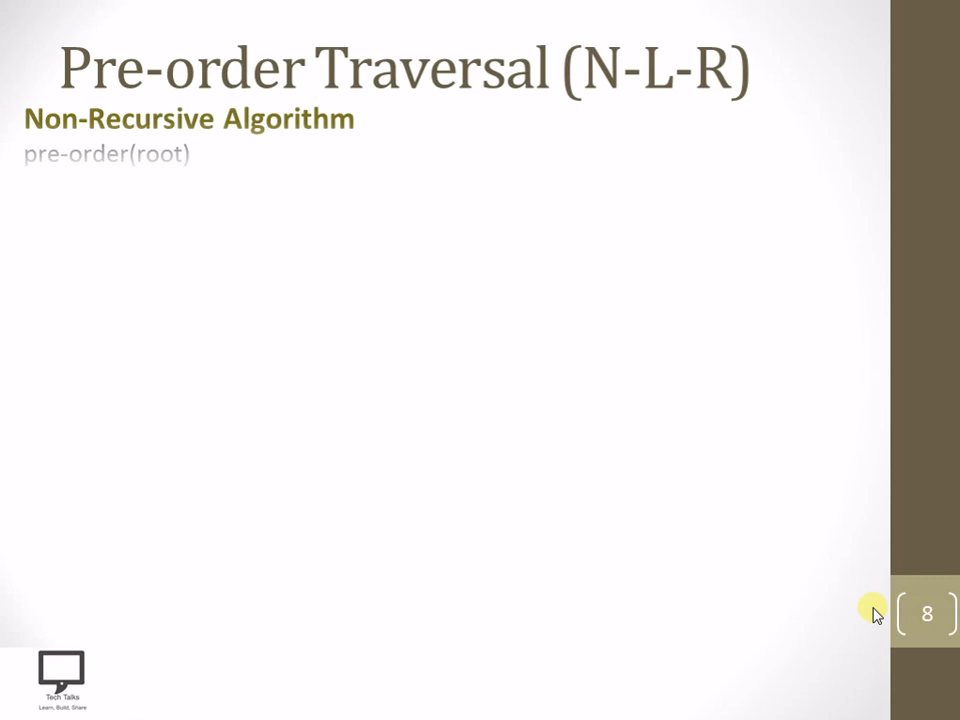 Pre-order Traversal (N-L-R)
Non-Recursive Algorithm
pre-order(root)
8
Tech Talks
Learn, Build, Share